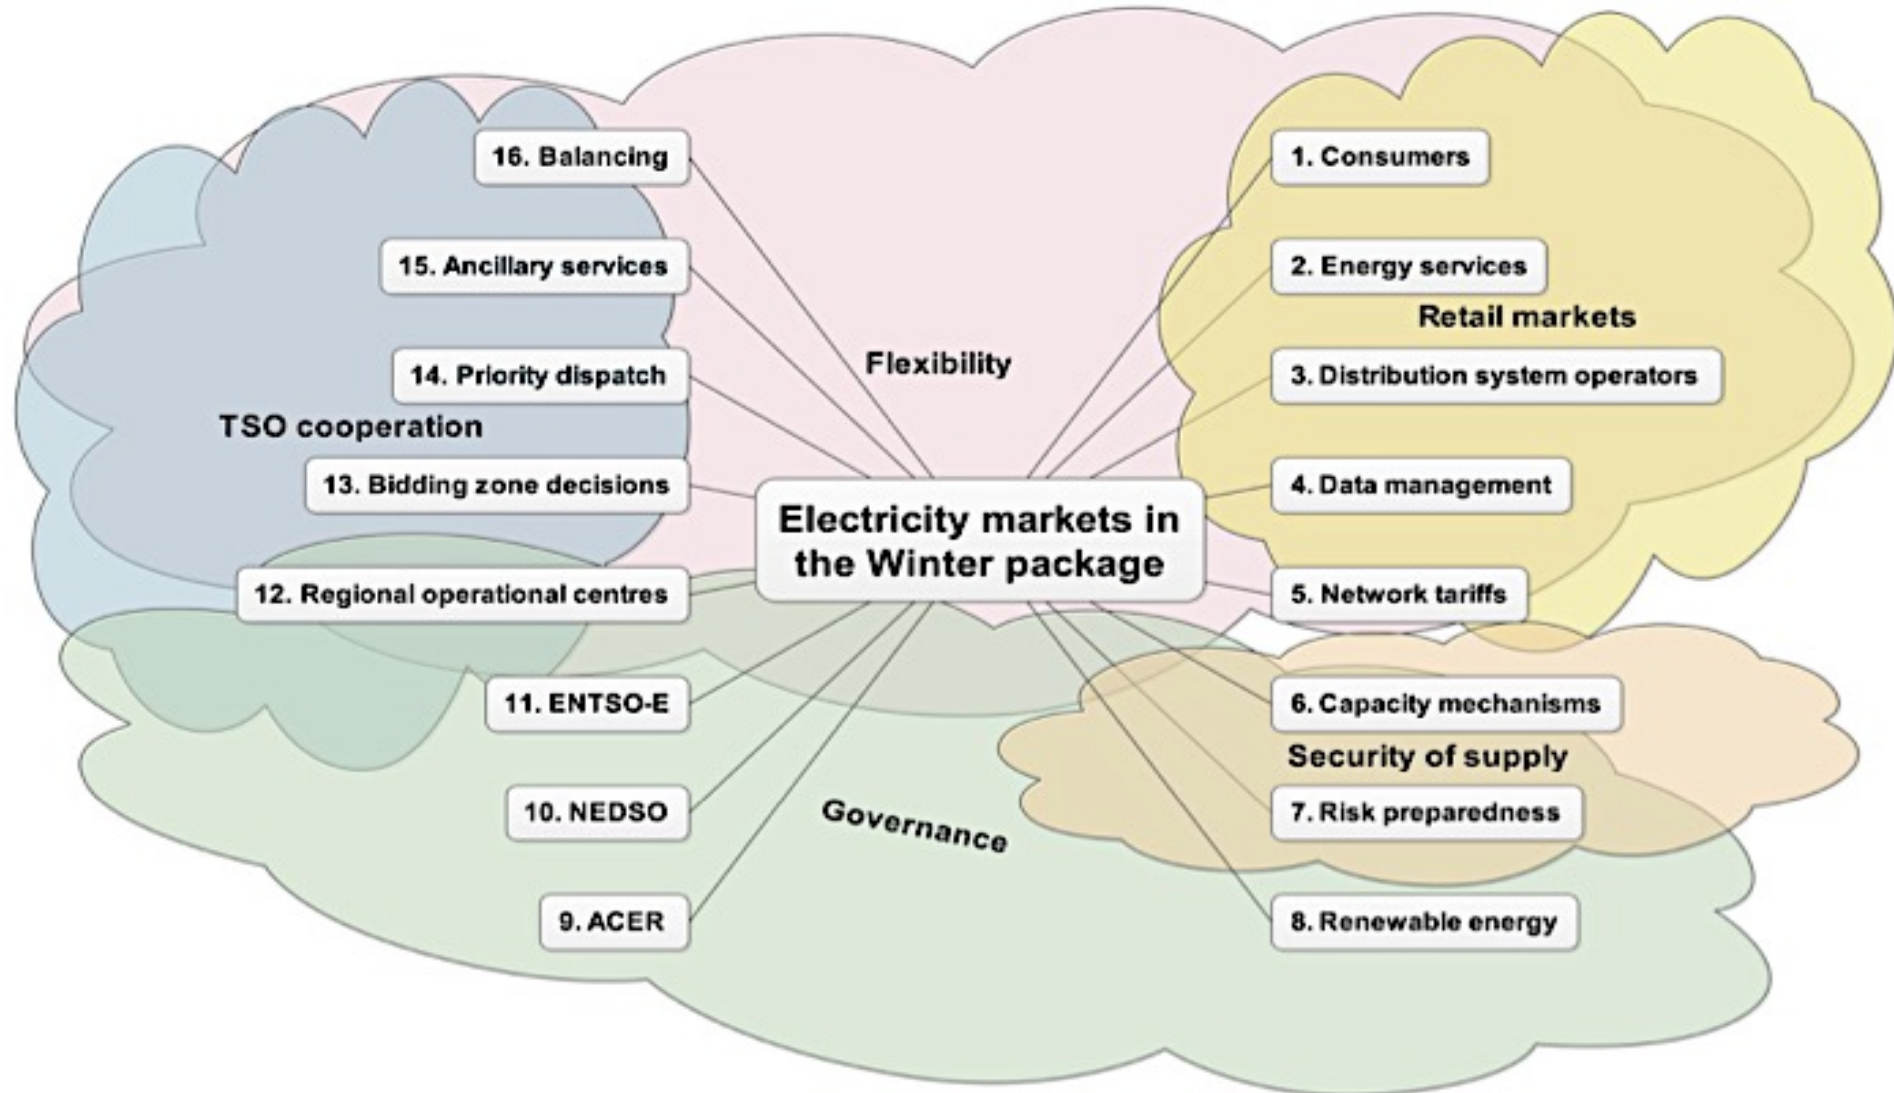 16. Balancing
1. Consumers
15. Ancillary services
2. Energy services
Retail markets
Flexibility
14. Priority dispatch
3. Distribution system operators
TSO cooperation
13. Bidding zone decisions
4. Data management
Electricity markets in
the Winter package
12. Regional operational centres
5. Network tariffs
11. ENTSO-E
6. Capacity mechanisms
Security of supply
10. NEDSO
Governance
7. Risk preparedness
9. ACER
8. Renewable energy